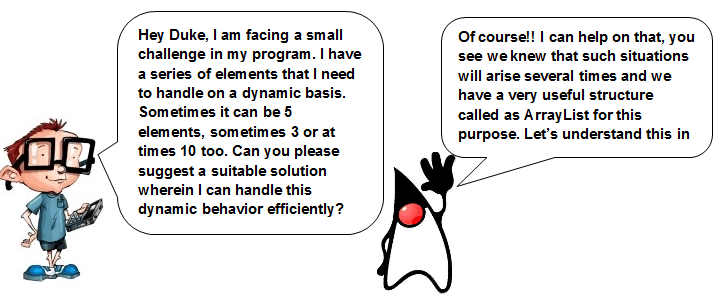 Hey Duke, I am facing a small
challenge in my program. I have
a series of elements that I need
to handle on a dynamic basis.
Sometimes it can be 5
elements, sometimes 3 or at
times 10 too. Can you please
suggest a suitable solution
wherein I can handle this
dynamic behavior efficiently?
Of course!! I can help on that, you
see we knew that such situations
will arise several times and we
have a very useful structure
called as ArrayList for this
purpose. Let’s understand this in